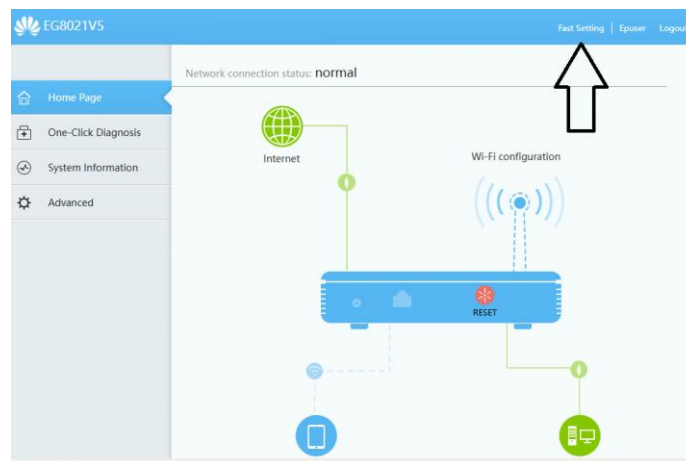 EG8021V5
Fast Setting | Epuser Logout
Network connection status: normal
Home Page
One-Click Diagnosis
System Information
Advanced
Internet
Wi-Fi configuration
RESET